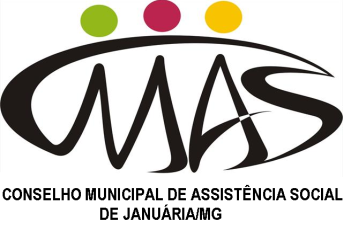 CMAS
CONSELHO MUNICIPAL DE ASSISTÊNCIA SOCIAL
DE JANUÁRIA/MG